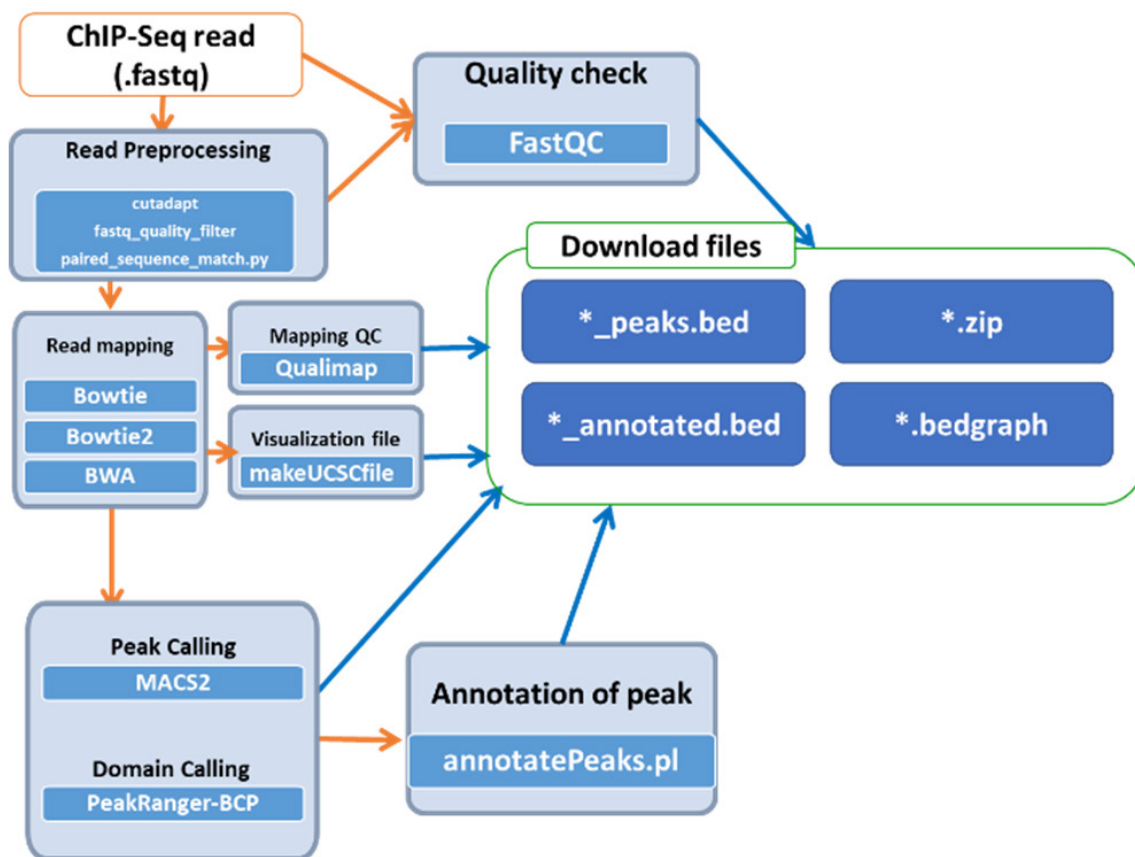 ChIP-Seq read
(.fastq)
Quality check
FastQC
Read Preprocessing
cutadapt
fastq_quality_filter
paired_sequence_match.py
Download files
*_peaks.bed
*.zip
*_annotated.bed
*.bedgraph
Read mapping
Bowtie
Bowtie2
BWA
Mapping QC
Qualimap
Visualization file
makeUCSCfile
Peak Calling
MACS2
Domain Calling
PeakRanger-BCP
Annotation of peak
annotatePeaks.pl